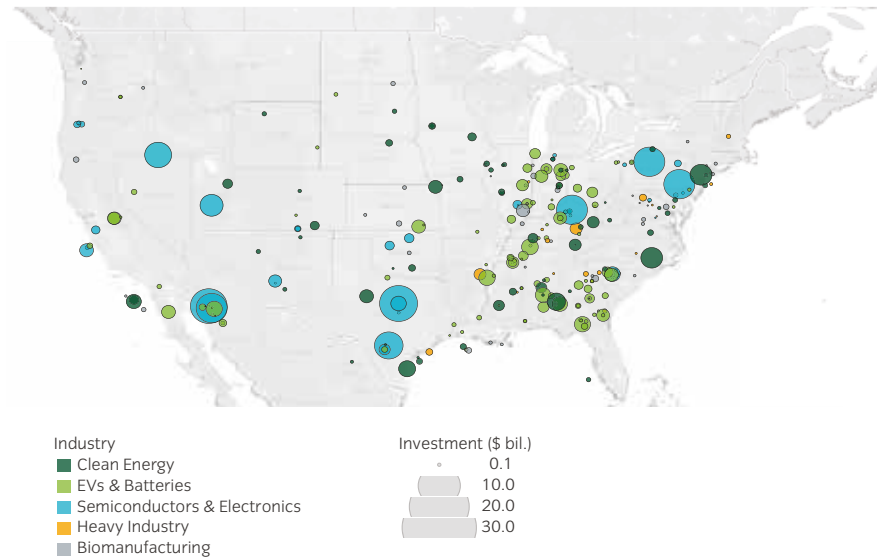 Industry
Clean Energy
EVs & Batteries
Semiconductors & Electronics
Heavy Industry
Biomanufacturing
Investment ($ bil.)
0.1
10.0
20.0
30.0